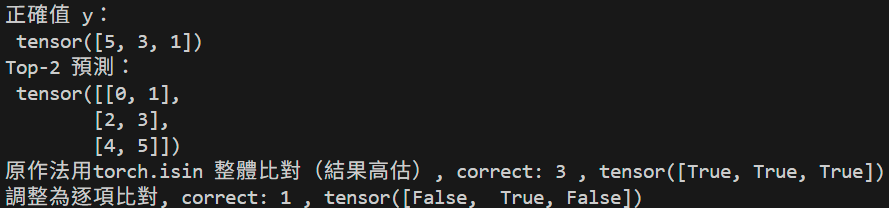 正確值 y：
tensor([5, 3, 1])
Top-2 預測：
tensor([[0, 1],
[2, 3],
[4, 5]])
原作法用torch.isin 整體比對（結果高估）, correct: 3 , tensor([True, True, True])
調整為逐項比對, correct: 1 , tensor([False,  True, False])